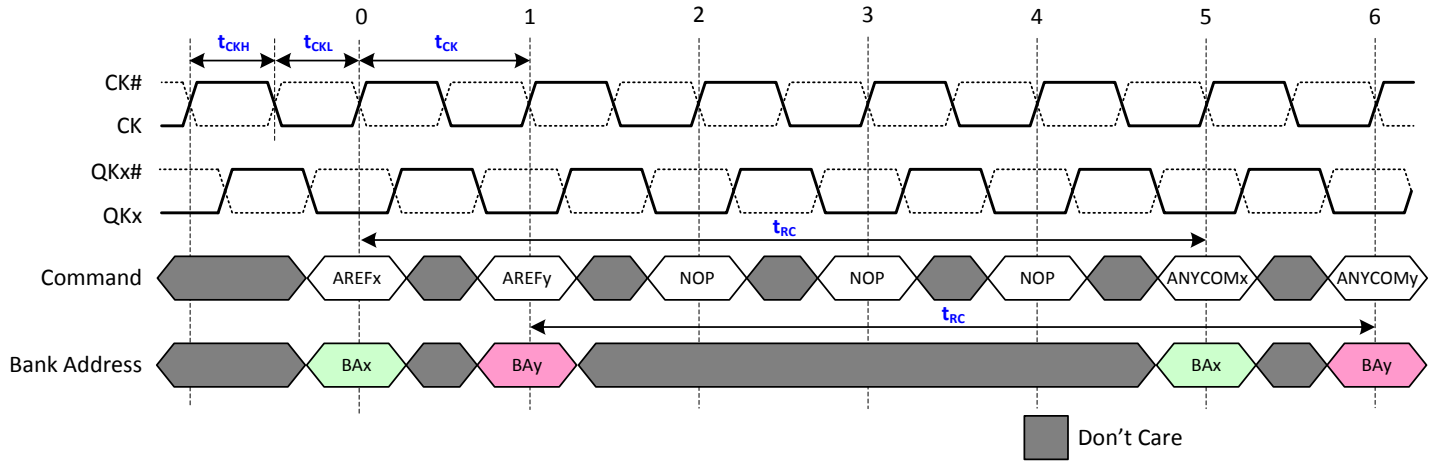 0 1 2 3 4 5 6
tCKH tCKL tCK
CK#
CK
QKx#
QKx
tRC
Command AREFx AREFy NOP NOP NOP ANYCOMx ANYCOMy
tRC
Bank Address BAx BAy BAx BAy
Don’t Care